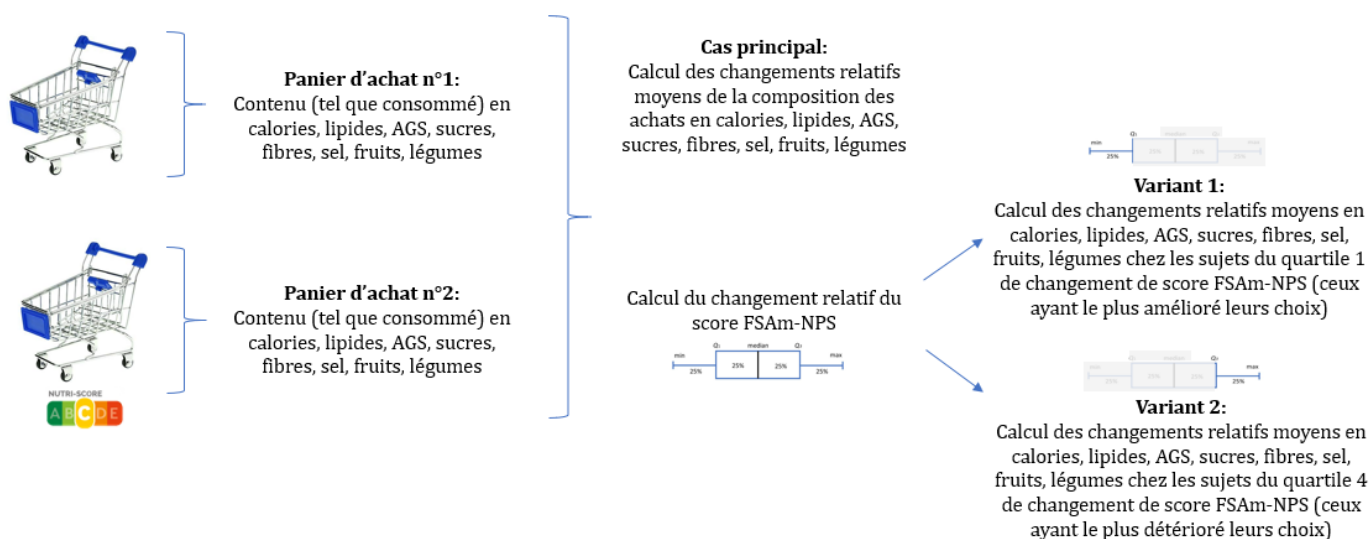 Panier d'achat n°1:
Contenu (tel que consommé) en
calories, lipides, AGS, sucres,
fibres, sel, fruits, légumes
Panier d'achat n°2:
Contenu (tel que consommé) en
calories, lipides, AGS, sucres,
fibres, sel, fruits, légumes
NUTRI-SCORE
A B C D E
Cas principal:
Calcul des changements relatifs
moyens de la composition des
achats en calories, lipides, AGS,
sucres, fibres, sel, fruits, légumes
Calcul du changement relatif du
score FSAm-NPS
Q₁ median Q₃
min max
25% 25% 25% 25%
Q₁ median
min max
25% 25% 25% 25%
Variant 1:
Calcul des changements relatifs moyens en
calories, lipides, AGS, sucres, fibres, sel,
fruits, légumes chez les sujets du quartile 1
de changement de score FSAm-NPS (ceux
ayant le plus amélioré leurs choix)
median Q₃
min max
25% 25% 25% 25%
Variant 2:
Calcul des changements relatifs moyens en
calories, lipides, AGS, sucres, fibres, sel,
fruits, légumes chez les sujets du quartile 4
de changement de score FSAm-NPS (ceux
ayant le plus détérioré leurs choix)